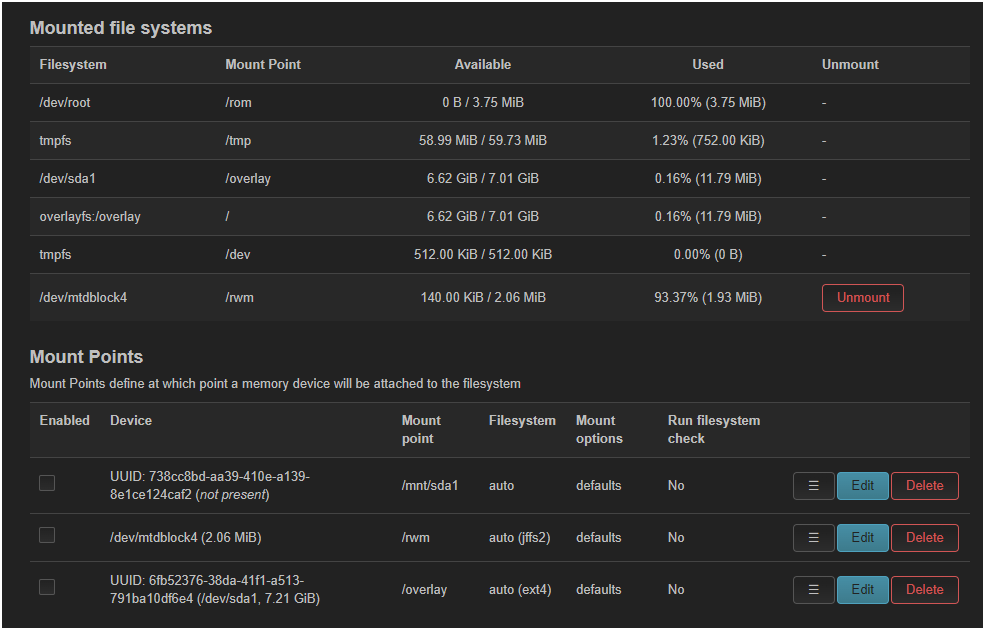 Mounted file systems
Filesystem Mount Point Available Used Unmount
/dev/root /rom 0 B / 3.75 MiB 100.00% (3.75 MiB) -
tmpfs /tmp 58.99 MiB / 59.73 MiB 1.23% (752.00 KiB) -
/dev/sda1 /overlay 6.62 GiB / 7.01 GiB 0.16% (11.79 MiB) -
overlayfs:/overlay / 6.62 GiB / 7.01 GiB 0.16% (11.79 MiB) -
tmpfs /dev 512.00 KiB / 512.00 KiB 0.00% (0 B) -
/dev/mtdblock4 /rwm 140.00 KiB / 2.06 MiB 93.37% (1.93 MiB) Unmount
Mount Points
Mount Points define at which point a memory device will be attached to the filesystem
Enabled Device Mount Filesystem Mount Run filesystem
point options check
UUID: 738cc8bd-aa39-410e-a139-
8e1ce124caf2 (not present) /mnt/sda1 auto defaults No ☰ Edit Delete
/dev/mtdblock4 (2.06 MiB) /rwm auto (jffs2) defaults No ☰ Edit Delete
UUID: 6fb52376-38da-41f1-a513-
791ba10df6e4 (/dev/sda1, 7.21 GiB) /overlay auto (ext4) defaults No ☰ Edit Delete